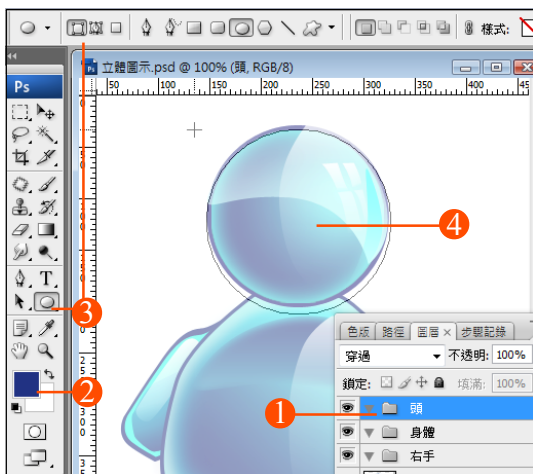 樣式:
立體圖示.psd @ 100% (頭, RGB/8)
Ps
50 100 150 200 250 300 350 400 45
T
4
3
2
色版 路徑 圖層 × 步驟記錄
穿過 不透明: 100%
鎖定: 填滿: 100%
1 頭
身體
右手